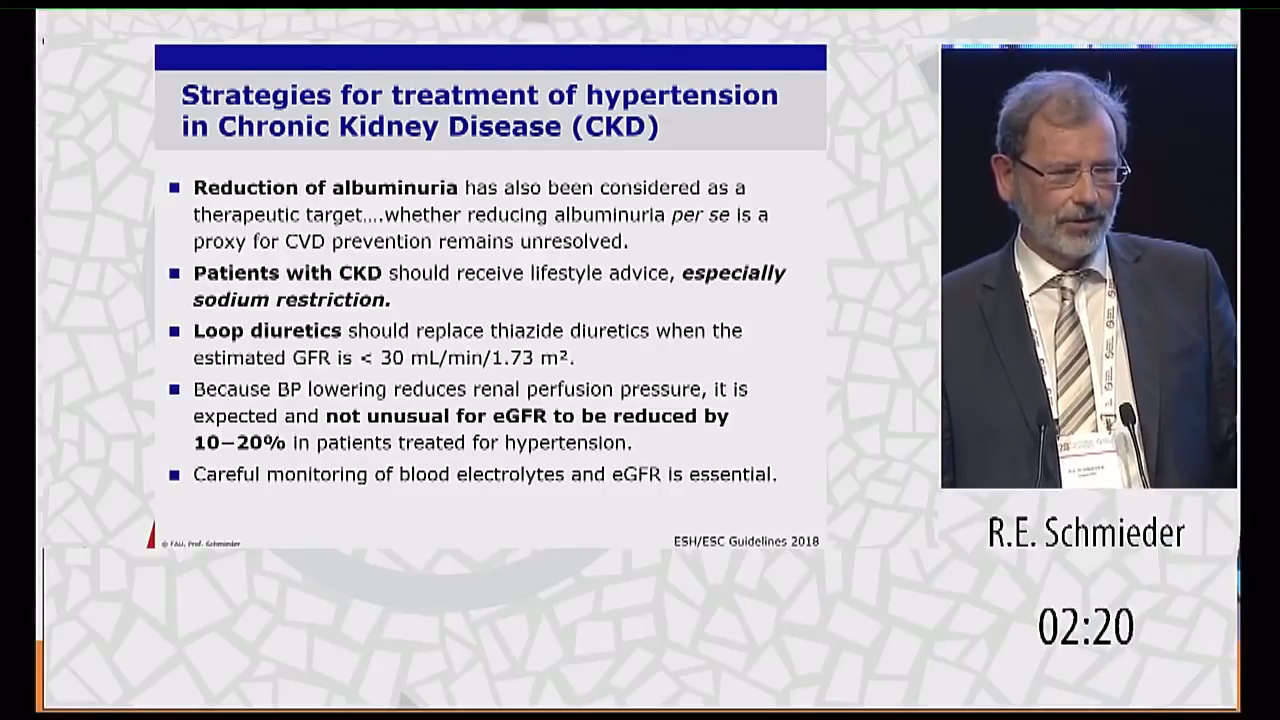 Strategies for treatment of hypertension
in Chronic Kidney Disease (CKD)
Reduction of albuminuria has also been considered as a
therapeutic target....whether reducing albuminuria per se is a
proxy for CVD prevention remains unresolved.
Patients with CKD should receive lifestyle advice, especially
sodium restriction.
Loop diuretics should replace thiazide diuretics when the
estimated GFR is < 30 mL/min/1.73 m².
Because BP lowering reduces renal perfusion pressure, it is
expected and not unusual for eGFR to be reduced by
10−20% in patients treated for hypertension.
Careful monitoring of blood electrolytes and eGFR is essential.
© FAU, Prof. Schmieder
ESH/ESC Guidelines 2018
R.E. Schmieder
02:20